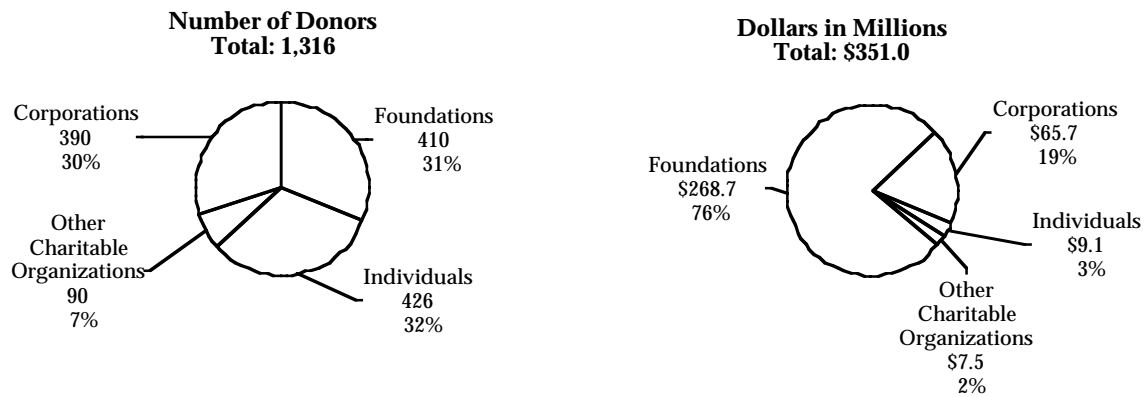 Number of Donors
Total: 1,316
Corporations
390
30%
Foundations
410
31%
Other
Charitable
Organizations
90
7%
Individuals
426
32%
Dollars in Millions
Total: $351.0
Foundations
$268.7
76%
Corporations
$65.7
19%
Individuals
$9.1
3%
Other
Charitable
Organizations
$7.5
2%